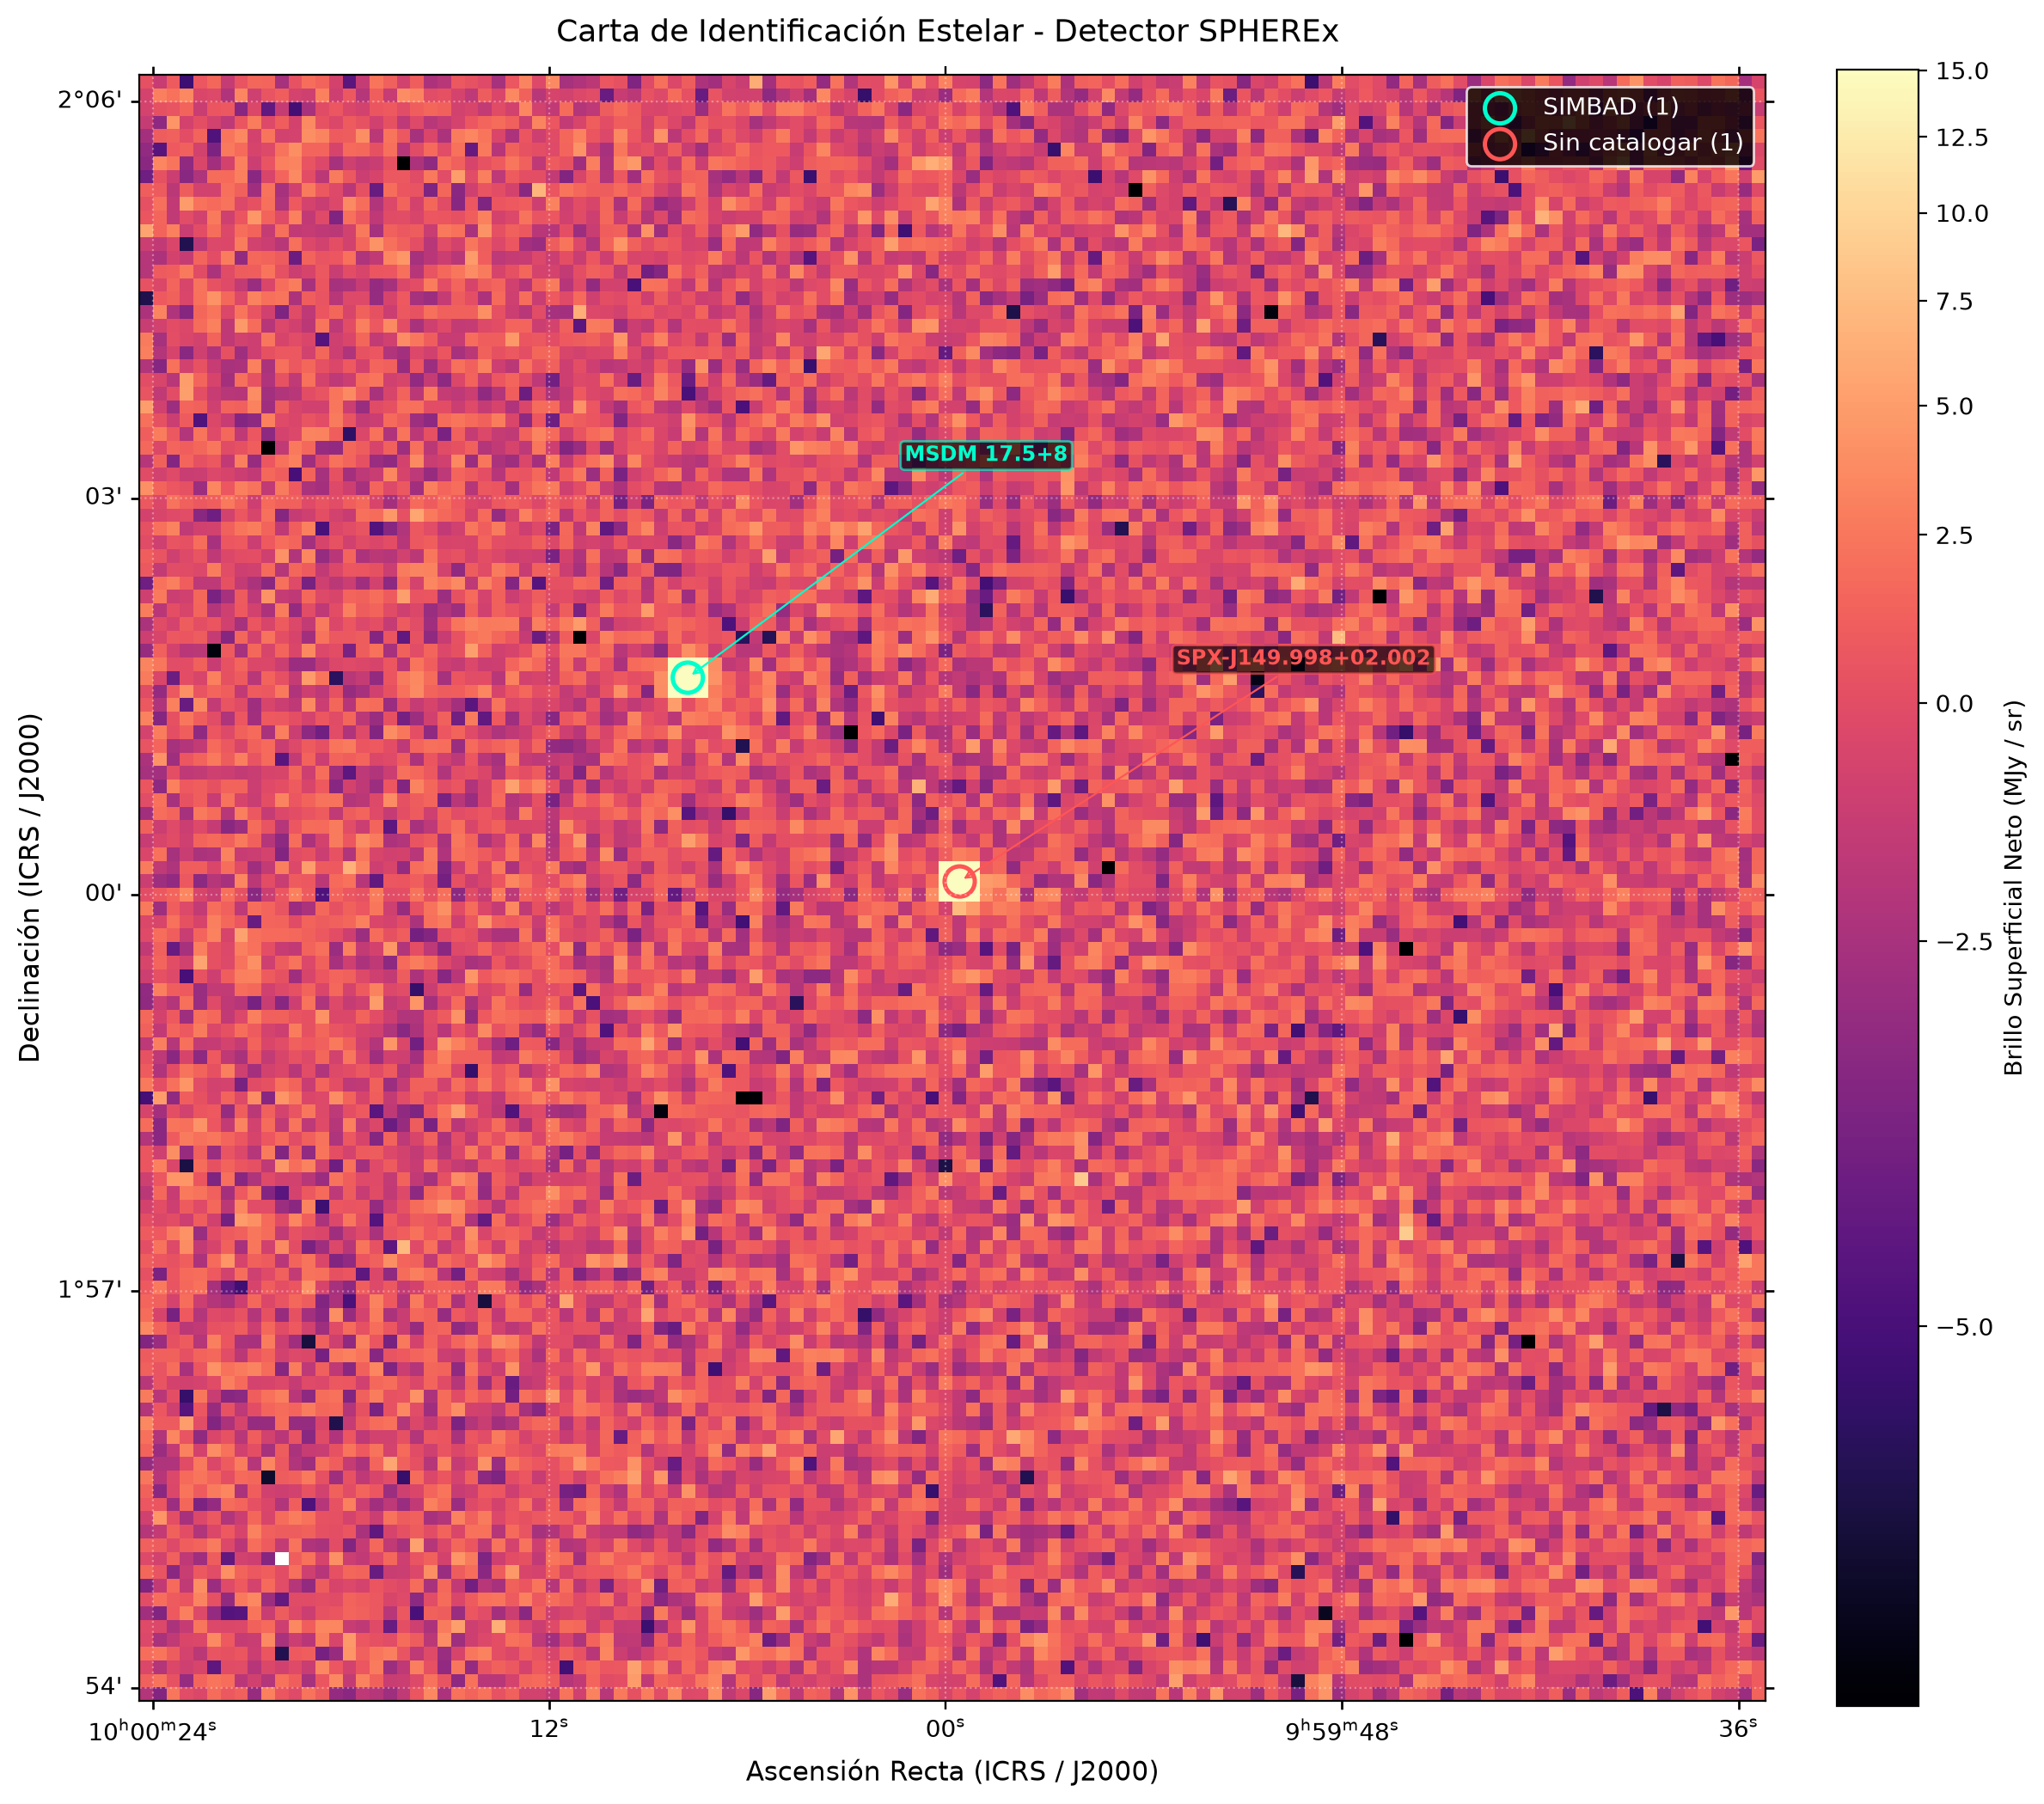 Carta de Identificación Estelar - Detector SPHEREx
SIMBAD (1)
Sin catalogar (1)
MSDM 17.5+8
SPX-J149.998+02.002
2°06'
03'
00'
1°57'
54'
Declinación (ICRS / J2000)
10ʰ00ᵐ24ˢ
12ˢ
00ˢ
9ʰ59ᵐ48ˢ
36ˢ
Ascensión Recta (ICRS / J2000)
15.0
12.5
10.0
7.5
5.0
2.5
0.0
−2.5
−5.0
Brillo Superficial Neto (MJy / sr)